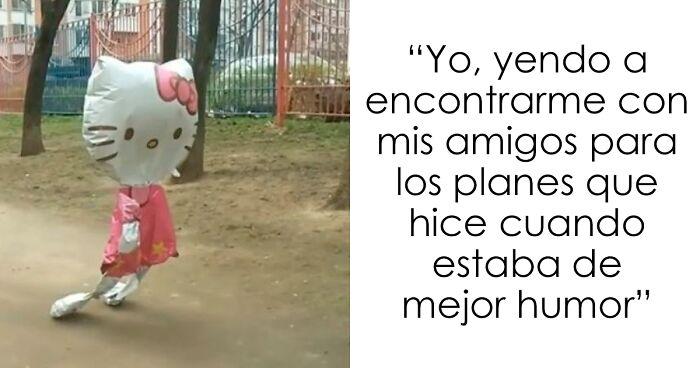 “Yo, yendo a
encontrarme con
mis amigos para
los planes que
hice cuando
estaba de
mejor humor”